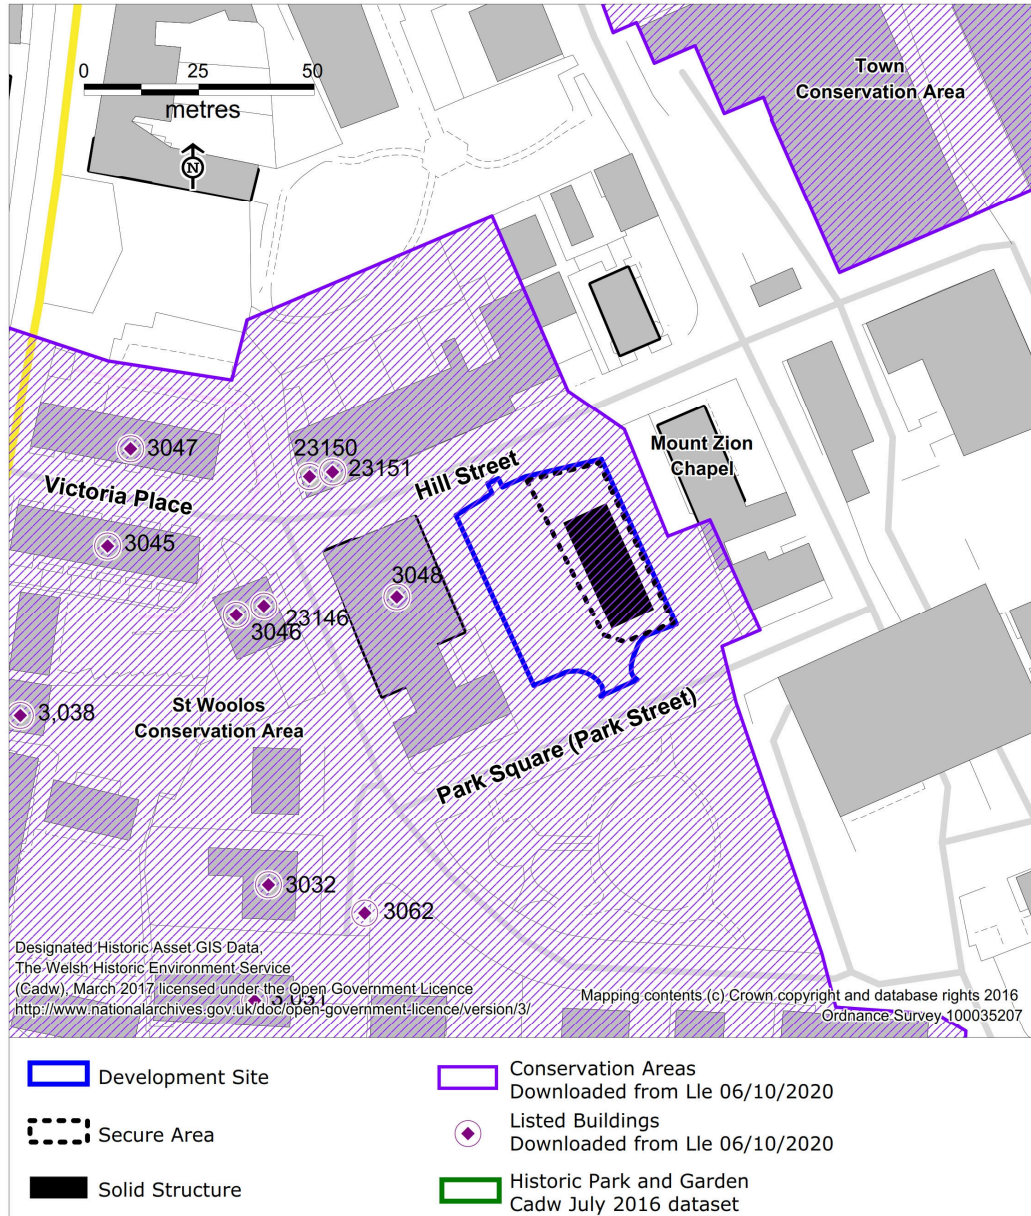 0 25 50
metres
N
Town
Conservation Area
3047
23150
23151
Hill Street
Mount Zion
Chapel
Victoria Place
3045
3048
23146
3046
3,038
St Woolos
Conservation Area
Park Square (Park Street)
3032
3062
3,031
Designated Historic Asset GIS Data,
The Welsh Historic Environment Service
(Cadw), March 2017 licensed under the Open Government Licence
http://www.nationalarchives.gov.uk/doc/open-government-licence/version/3/
Mapping contents (c) Crown copyright and database rights 2016
Ordnance Survey 100035207
Development Site
Secure Area
Solid Structure
Conservation Areas
Downloaded from Lle 06/10/2020
Listed Buildings
Downloaded from Lle 06/10/2020
Historic Park and Garden
Cadw July 2016 dataset